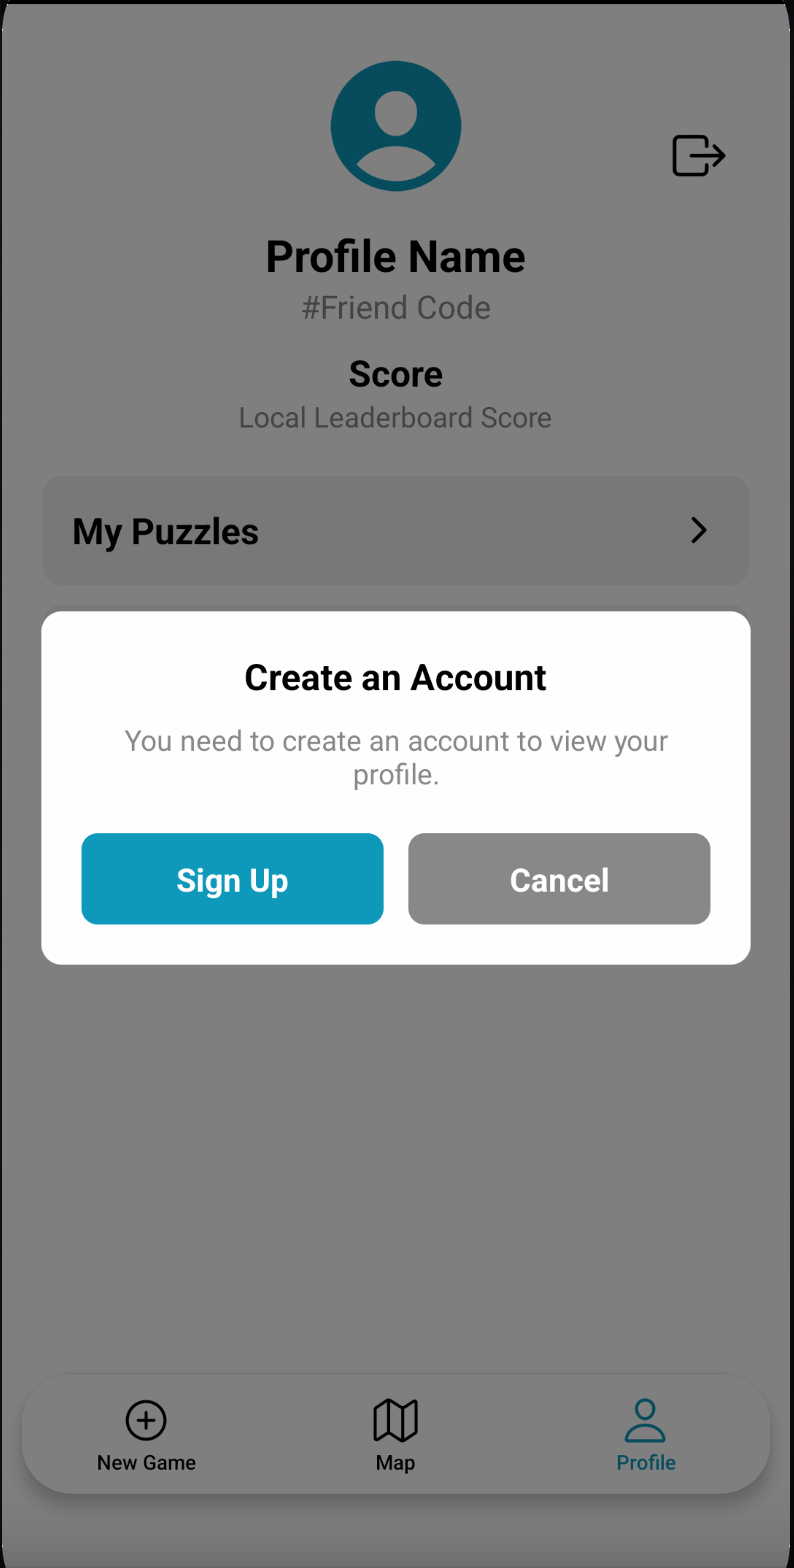 Profile Name
#Friend Code
Score
Local Leaderboard Score
My Puzzles
Create an Account
You need to create an account to view your
profile.
Sign Up
Cancel
New Game
Map
Profile